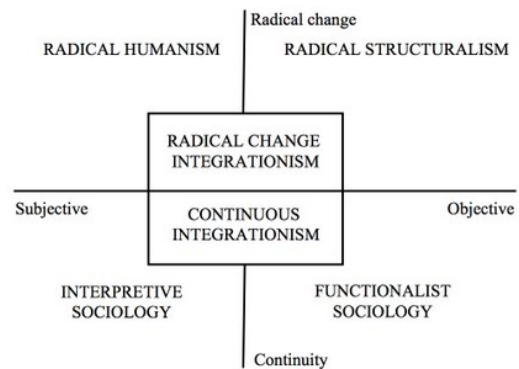 Radical change
RADICAL HUMANISM
RADICAL STRUCTURALISM
RADICAL CHANGE
INTEGRATIONISM
Subjective
Objective
CONTINUOUS
INTEGRATIONISM
INTERPRETIVE
SOCIOLOGY
FUNCTIONALIST
SOCIOLOGY
Continuity